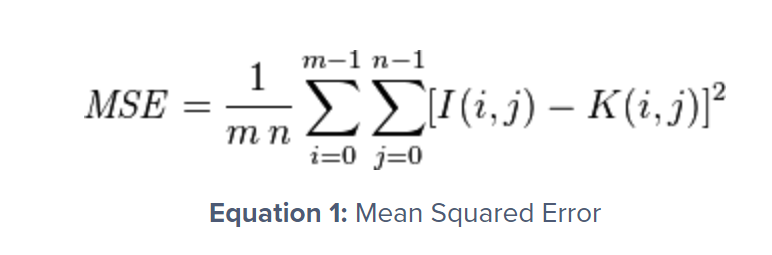 MSE = \frac{1}{m n} \sum_{i=0}^{m-1} \sum_{j=0}^{n-1} [I(i,j) - K(i,j)]^2
Equation 1: Mean Squared Error